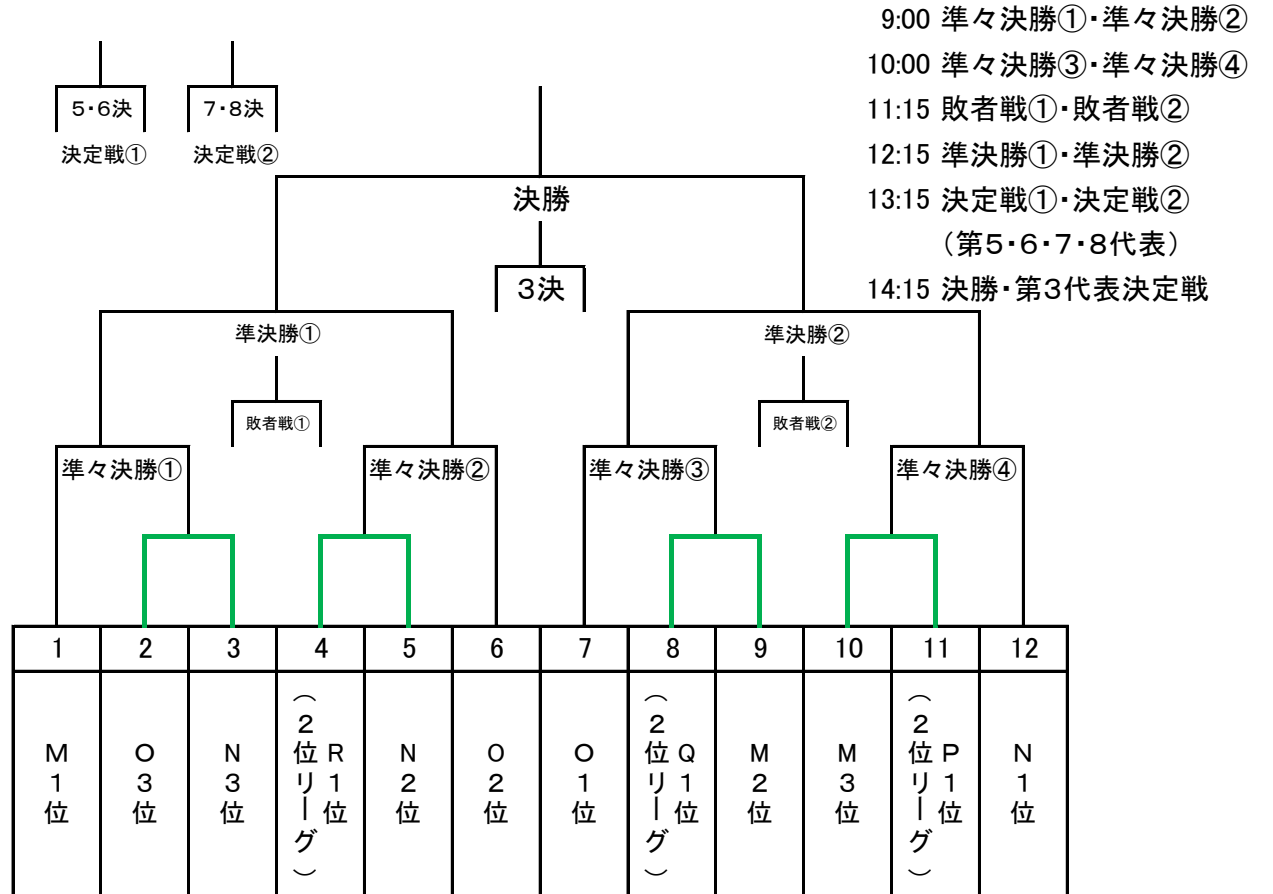 9:00 準々決勝①・準々決勝②
10:00 準々決勝③・準々決勝④
11:15 敗者戦①・敗者戦②
12:15 準決勝①・準決勝②
13:15 決定戦①・決定戦②
（第5・6・7・8代表）
14:15 決勝・第3代表決定戦
5・6決
7・8決
決定戦①
決定戦②
決勝
3決
準決勝①
準決勝②
敗者戦①
敗者戦②
準々決勝①
準々決勝②
準々決勝③
準々決勝④
1 2 3 4 5 6 7 8 9 10 11 12
M1位
O3位
N3位
R1位
（2位リーグ）
N2位
O2位
O1位
Q1位
（2位リーグ）
M2位
M3位
P1位
（2位リーグ）
N1位